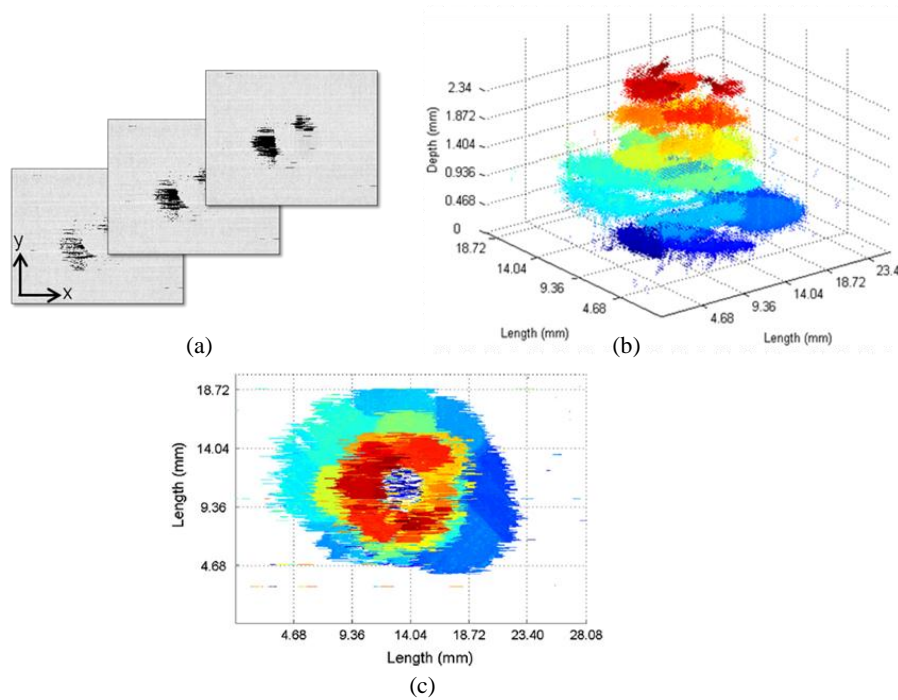 y
x
(a)
Depth (mm)
2.34
1.872
1.404
0.936
0.468
0
18.72
14.04
9.36
4.68
Length (mm)
4.68
9.36
14.04
18.72
23.4
Length (mm)
(b)
Length (mm)
18.72
14.04
9.36
4.68
4.68 9.36 14.04 18.72 23.40 28.08
Length (mm)
(c)